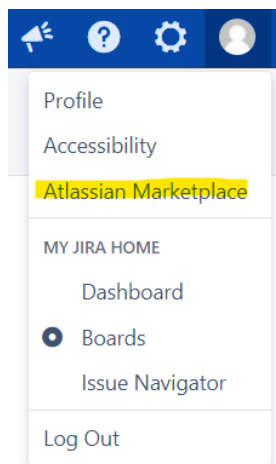 ?
Profile
Accessibility
Atlassian Marketplace
MY JIRA HOME
Dashboard
Boards
Issue Navigator
Log Out